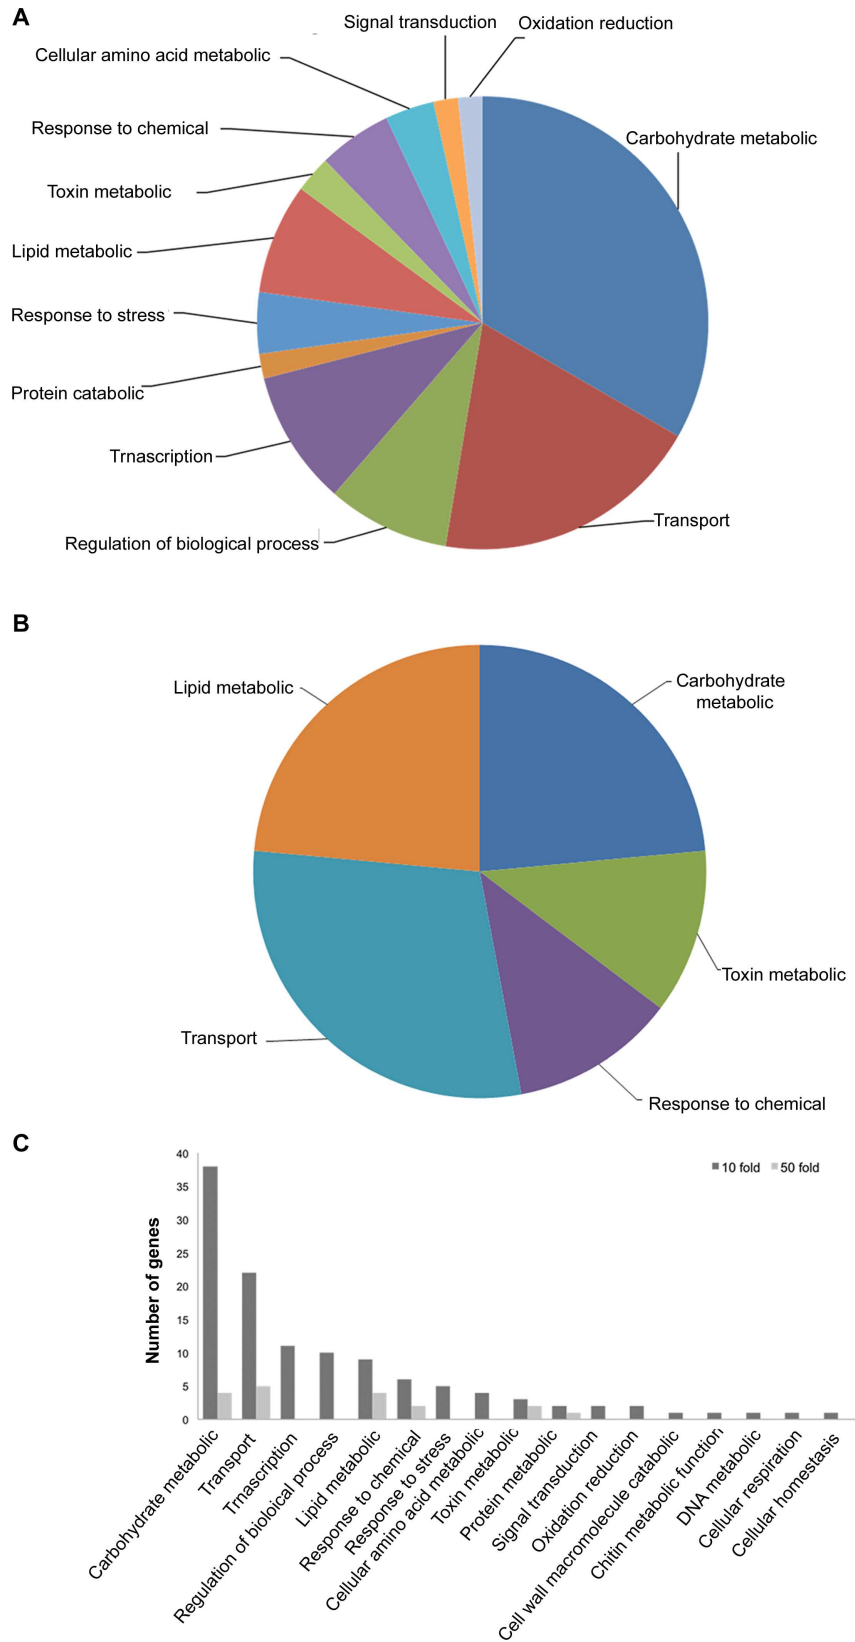 A
Signal transduction
Oxidation reduction
Cellular amino acid metabolic
Response to chemical
Carbohydrate metabolic
Toxin metabolic
Lipid metabolic
Response to stress
Protein catabolic
Trnascription
Transport
Regulation of biological process
B
Lipid metabolic
Carbohydrate
metabolic
Toxin metabolic
Transport
Response to chemical
C
40
35
30
25
20
15
10
5
0
Number of genes
10 fold
50 fold
Carbohydrate metabolic
Transport
Trnascription
Regulation of bioloical process
Lipid metabolic
Response to chemical
Response to stress
Cellular amino acid metabolic
Toxin metabolic
Protein metabolic
Signal transduction
Oxidation reduction
Cell wall macromolecule catabolic
Chitin metabolic function
DNA metabolic
Cellular respiration
Cellular homestasis